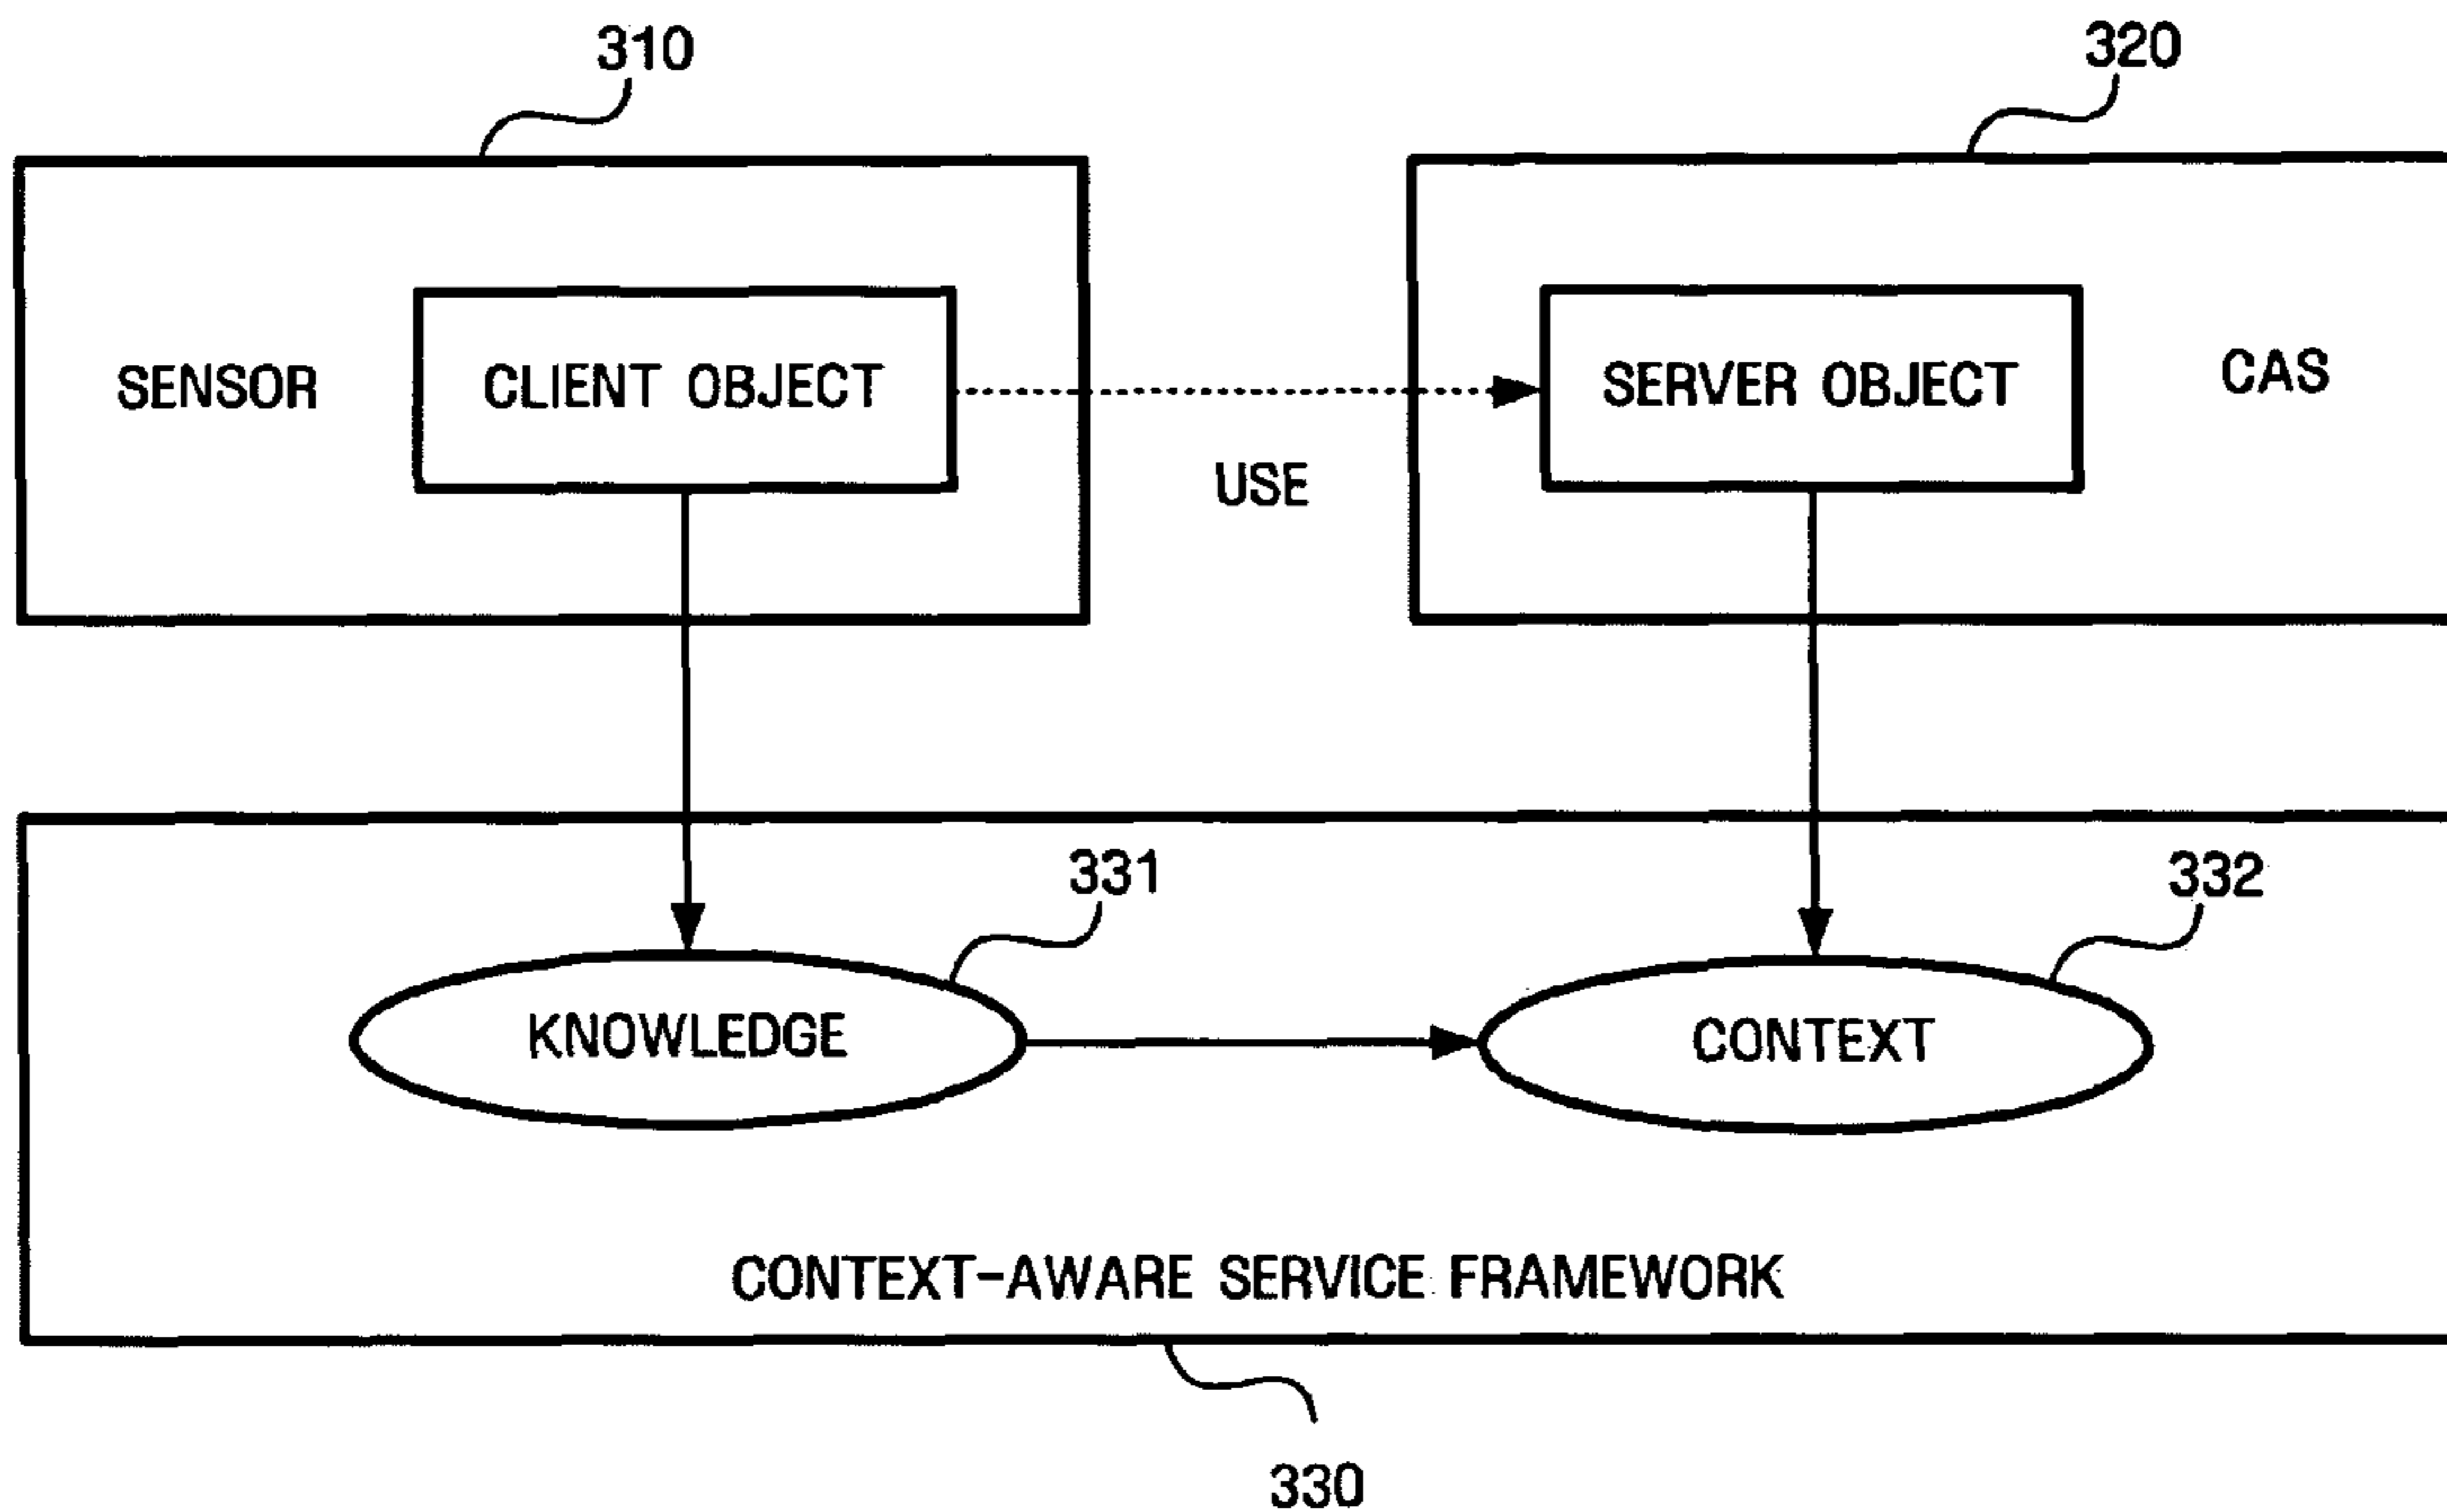 310
320
SENSOR
CLIENT OBJECT
USE
SERVER OBJECT
CAS
331
332
KNOWLEDGE
CONTEXT
CONTEXT-AWARE SERVICE FRAMEWORK
330